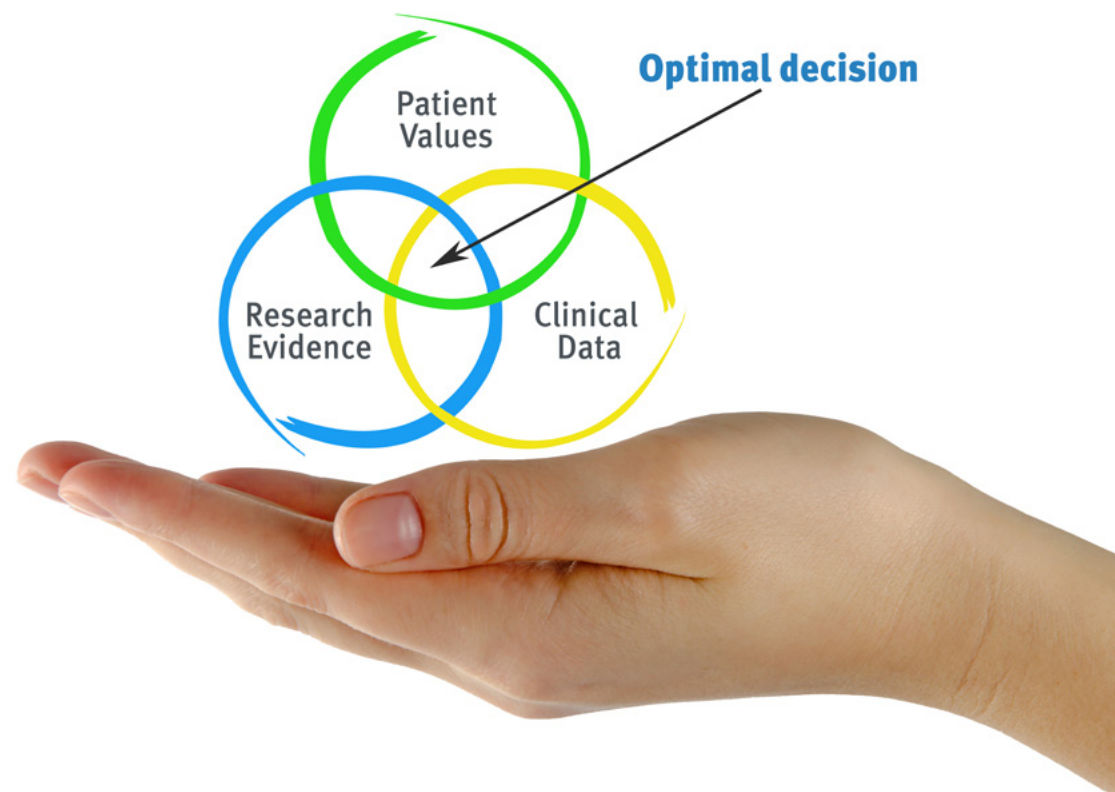 Optimal decision
Patient
Values
Research
Evidence
Clinical
Data